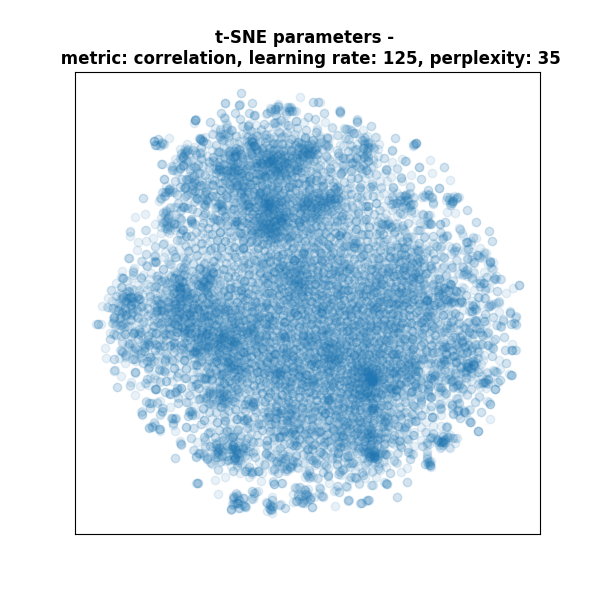 t-SNE parameters -
metric: correlation, learning rate: 125, perplexity: 35